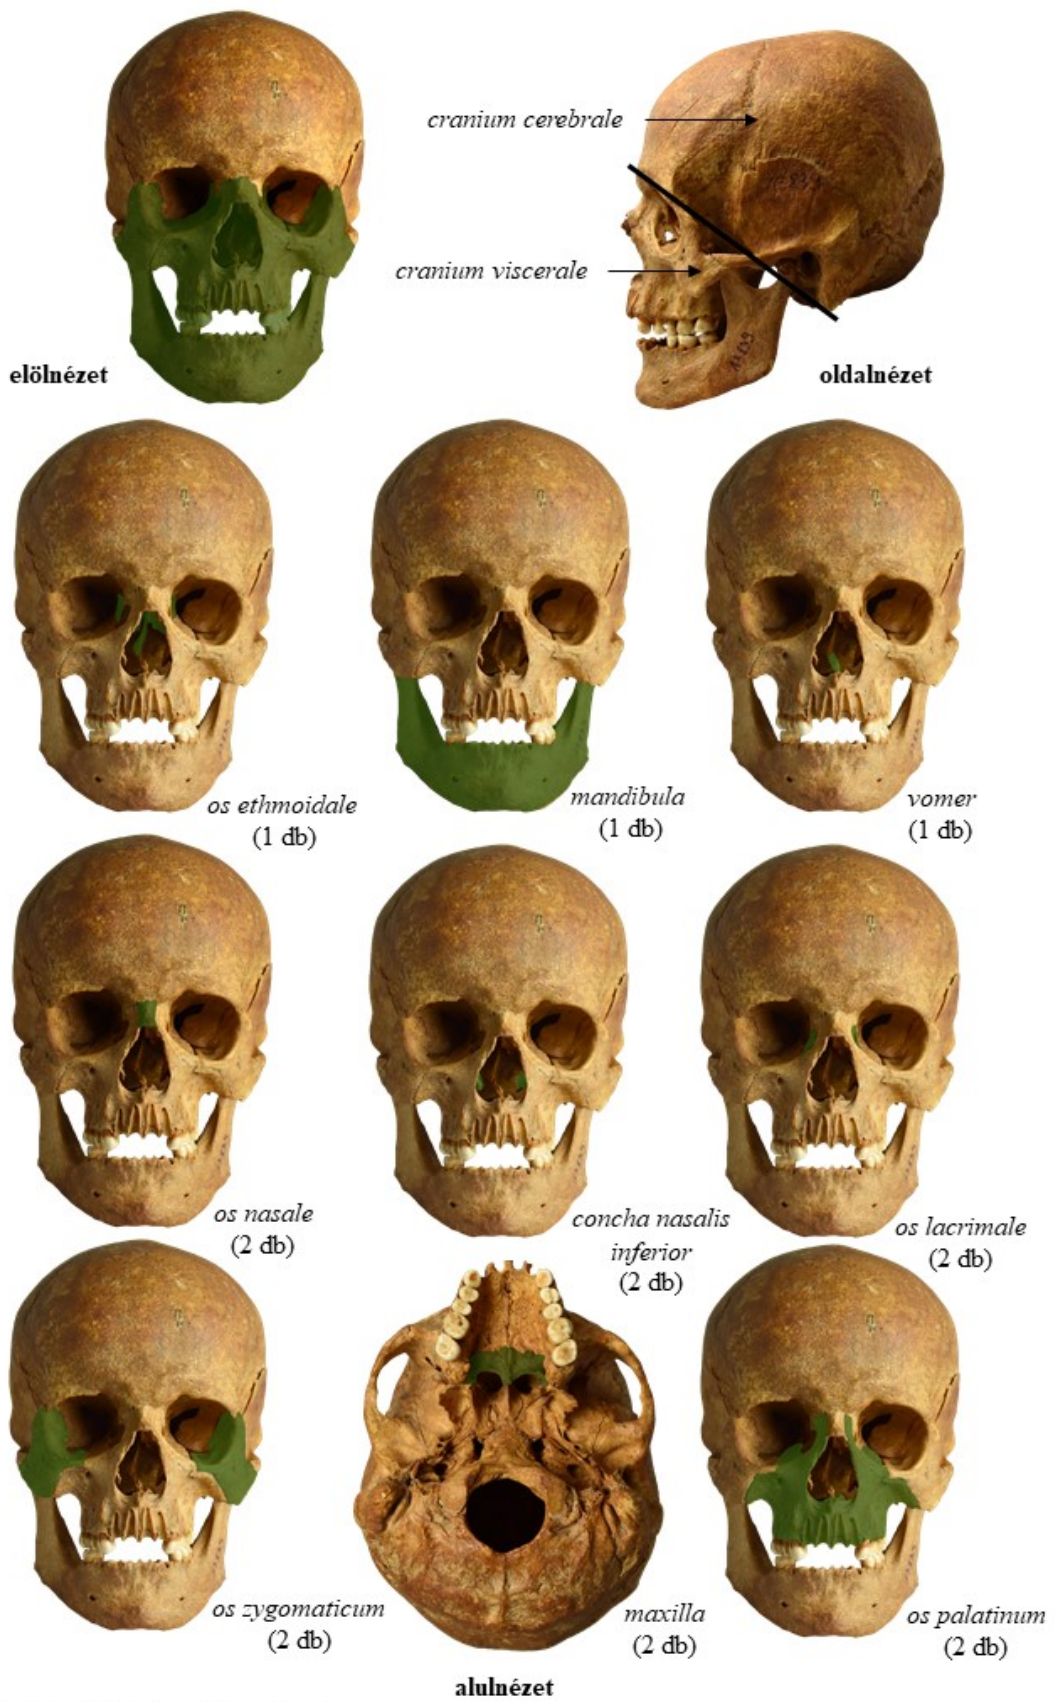 cranium cerebrale
cranium viscerale
elölnézet
oldalnézet
os ethmoidale
(1 db)
mandibula
(1 db)
vomer
(1 db)
os nasale
(2 db)
concha nasalis
inferior
(2 db)
os lacrimale
(2 db)
os zygomaticum
(2 db)
maxilla
(2 db)
os palatinum
(2 db)
alulnézet